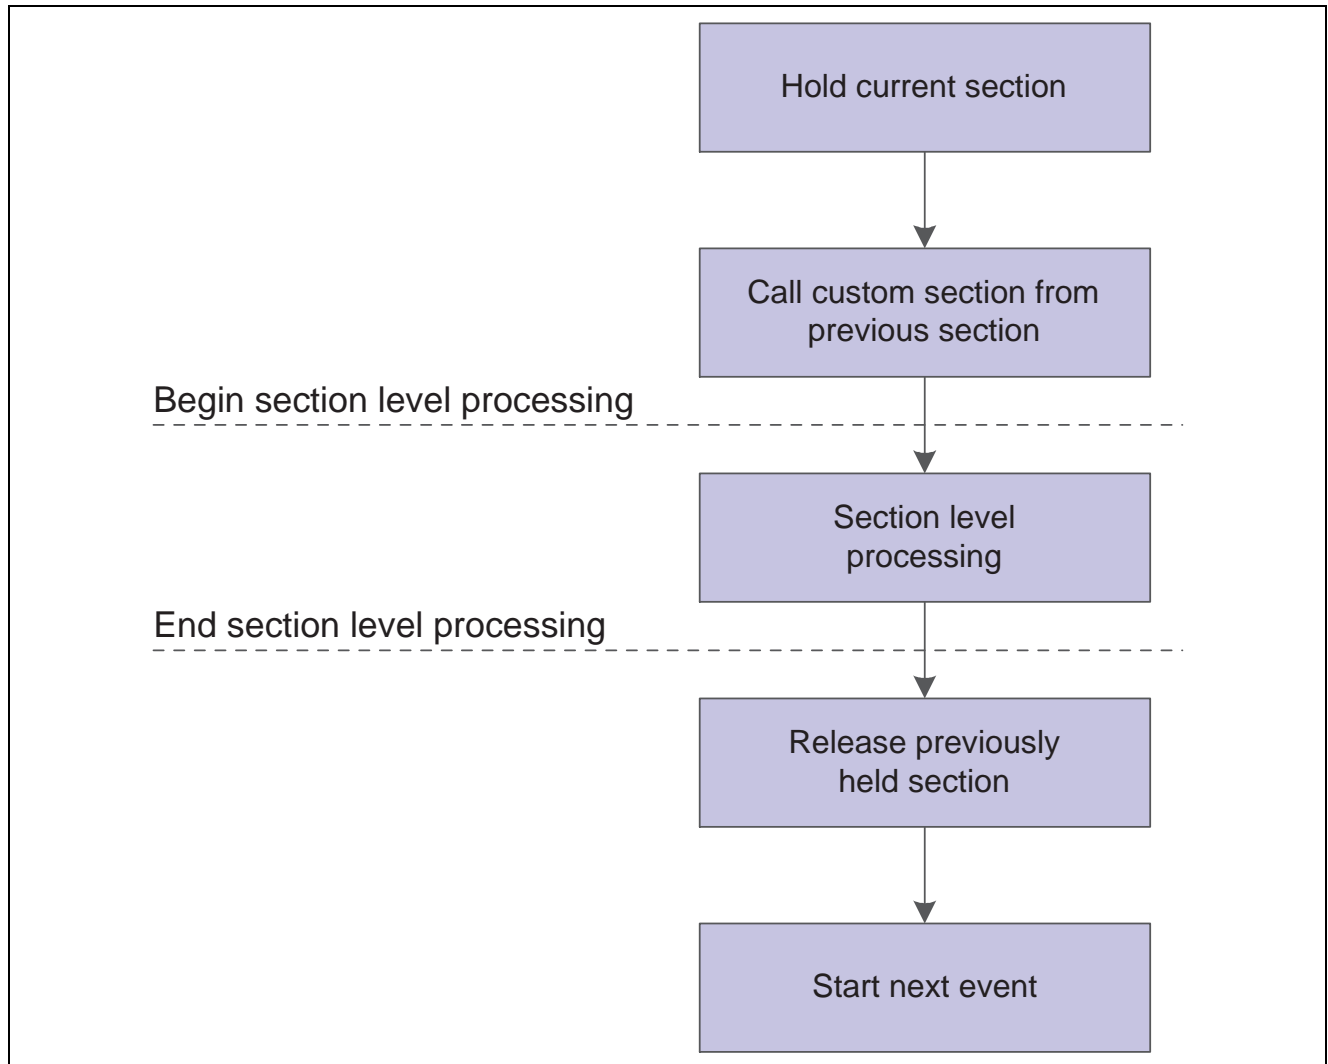 Hold current section
Call custom section from
previous section
Begin section level processing
Section level
processing
End section level processing
Release previously
held section
Start next event